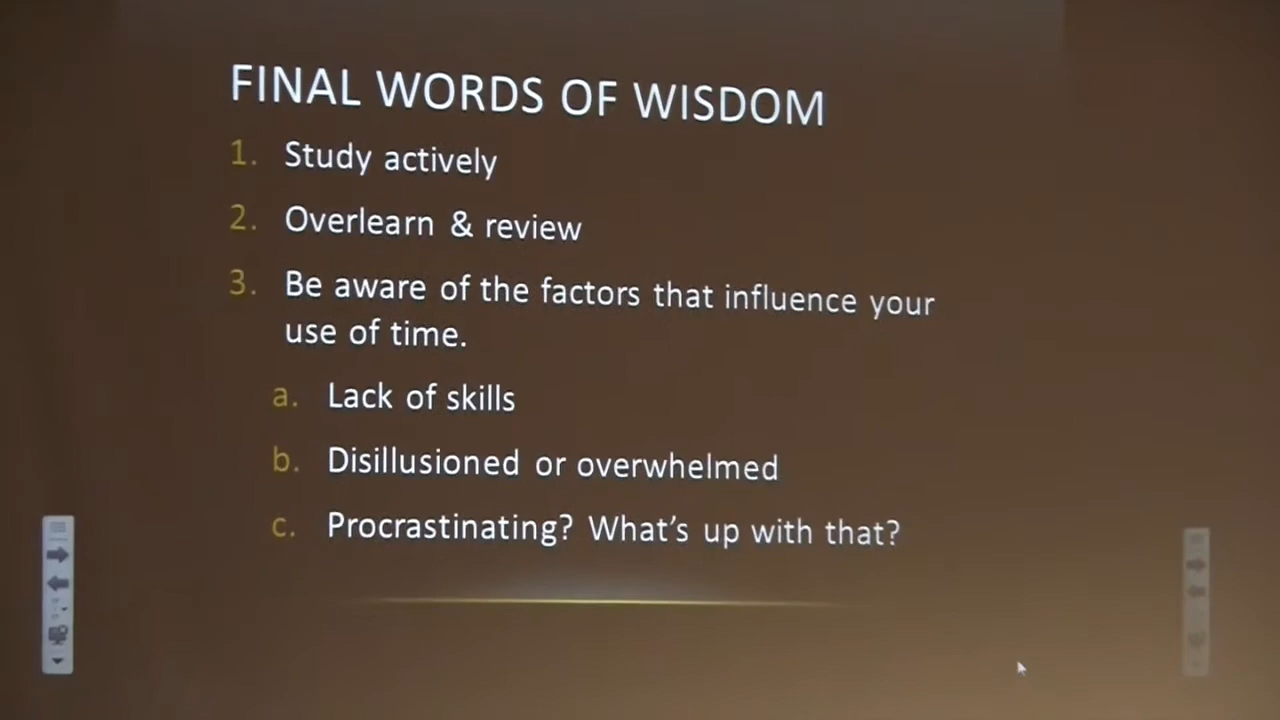 FINAL WORDS OF WISDOM
1. Study actively
2. Overlearn & review
3. Be aware of the factors that influence your
use of time.
a. Lack of skills
b. Disillusioned or overwhelmed
c. Procrastinating? What's up with that?